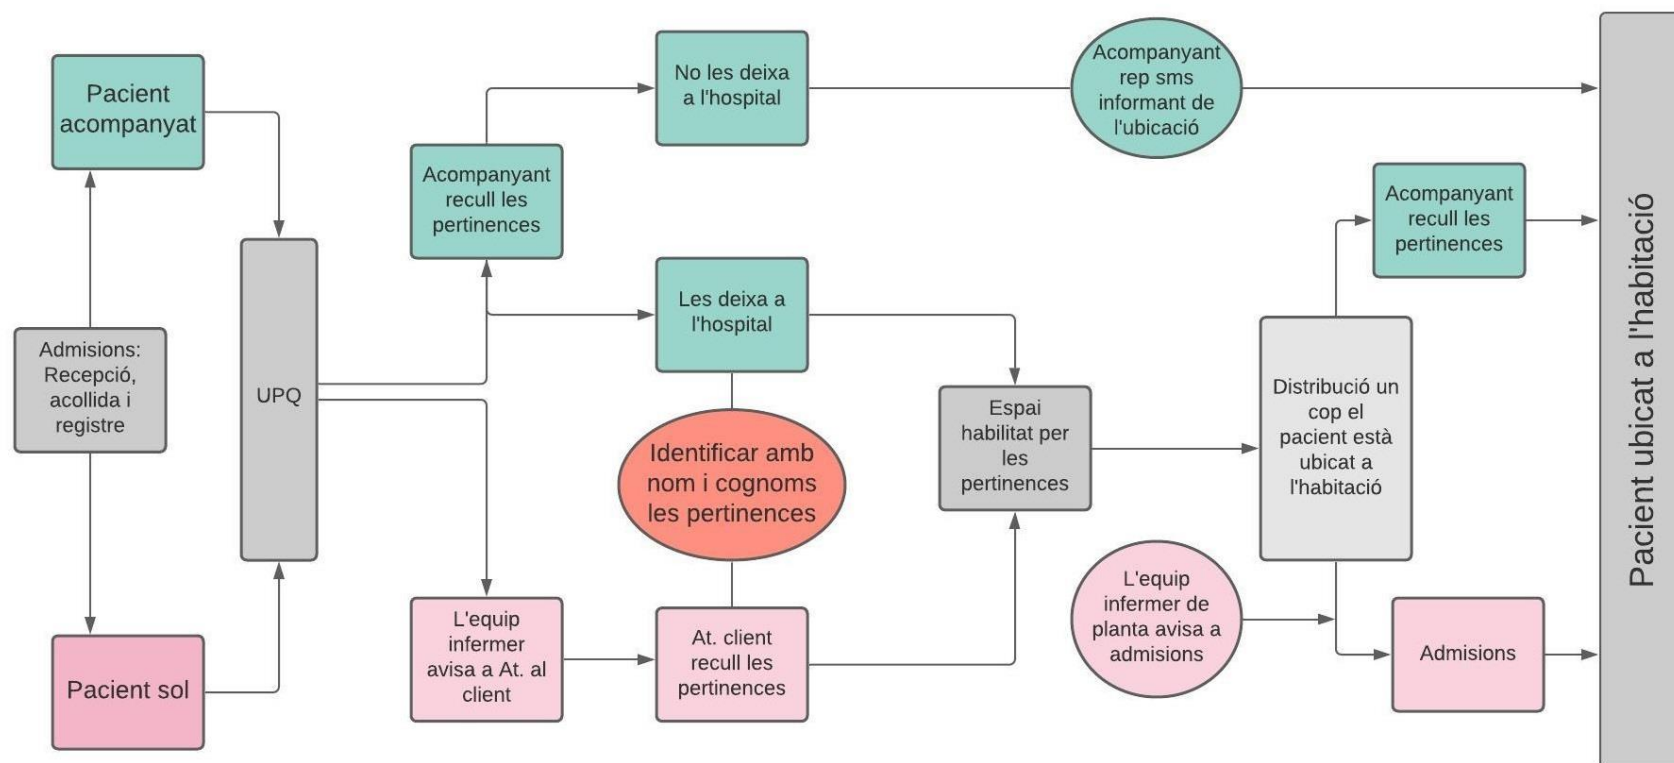 Pacient
acompanyat
Admisions:
Recepció,
acollida i
registre
Pacient sol
UPQ
Acompanyant
recull les
pertinences
No les deixa
a l'hospital
Les deixa a
l'hospital
Identificar amb
nom i cognoms
les pertinences
L'equip
infermer
avisa a At. al
client
At. client
recull les
pertinences
Espai
habilitat per
les
pertinences
Acompanyant
rep sms
informant de
l'ubicació
Acompanyant
recull les
pertinences
Distribució un
cop el
pacient està
ubicat a
l'habitació
L'equip
infermer de
planta avisa a
admisions
Admisions
Pacient ubicat a l'habitació